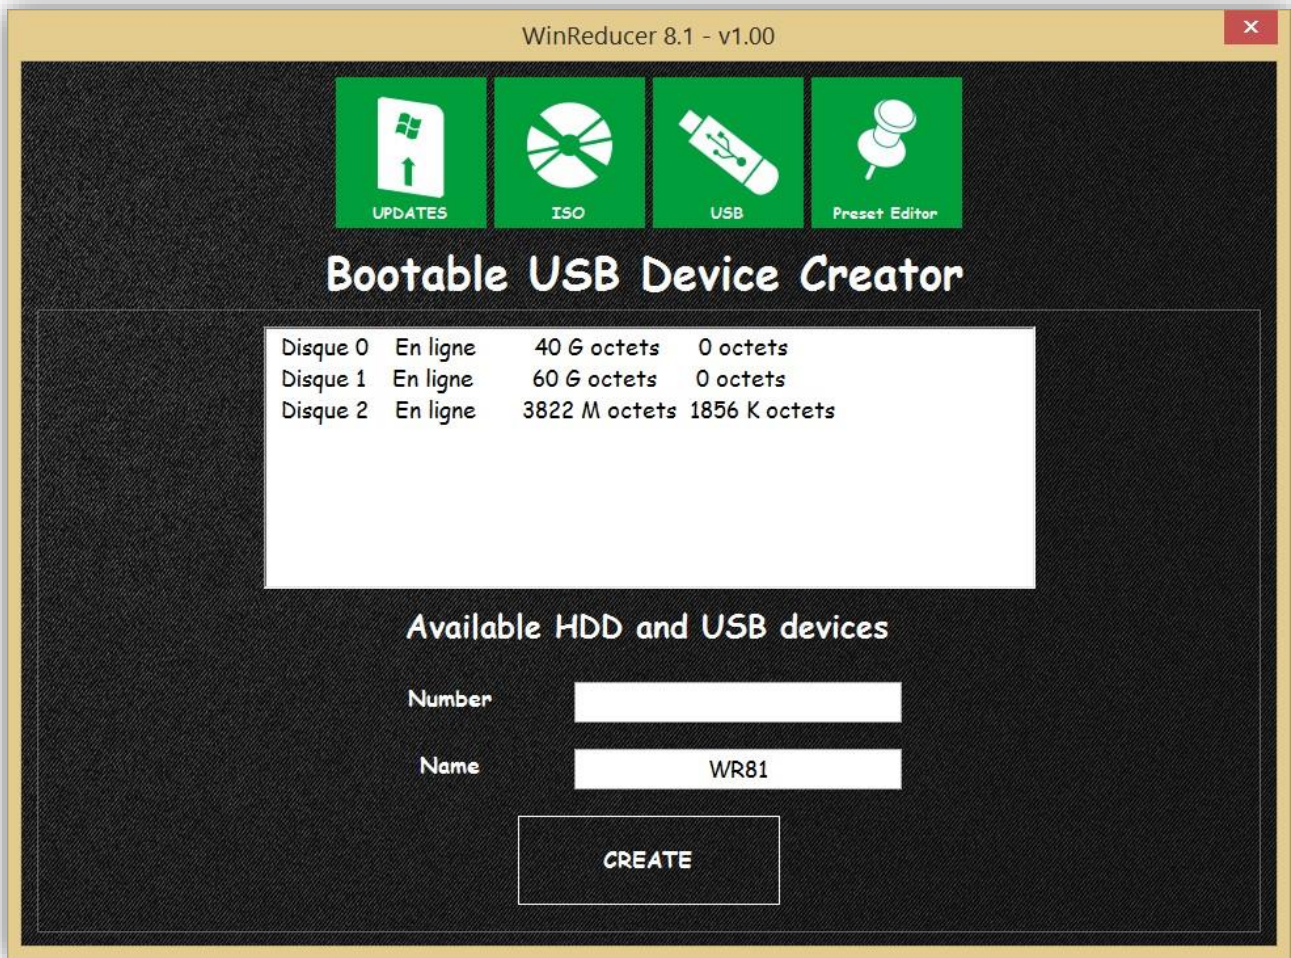 WinReducer 8.1 - v1.00
UPDATES ISO USB Preset Editor
Bootable USB Device Creator
Disque 0 En ligne 40 G octets 0 octets
Disque 1 En ligne 60 G octets 0 octets
Disque 2 En ligne 3822 M octets 1856 K octets
Available HDD and USB devices
Number
Name WR81
CREATE